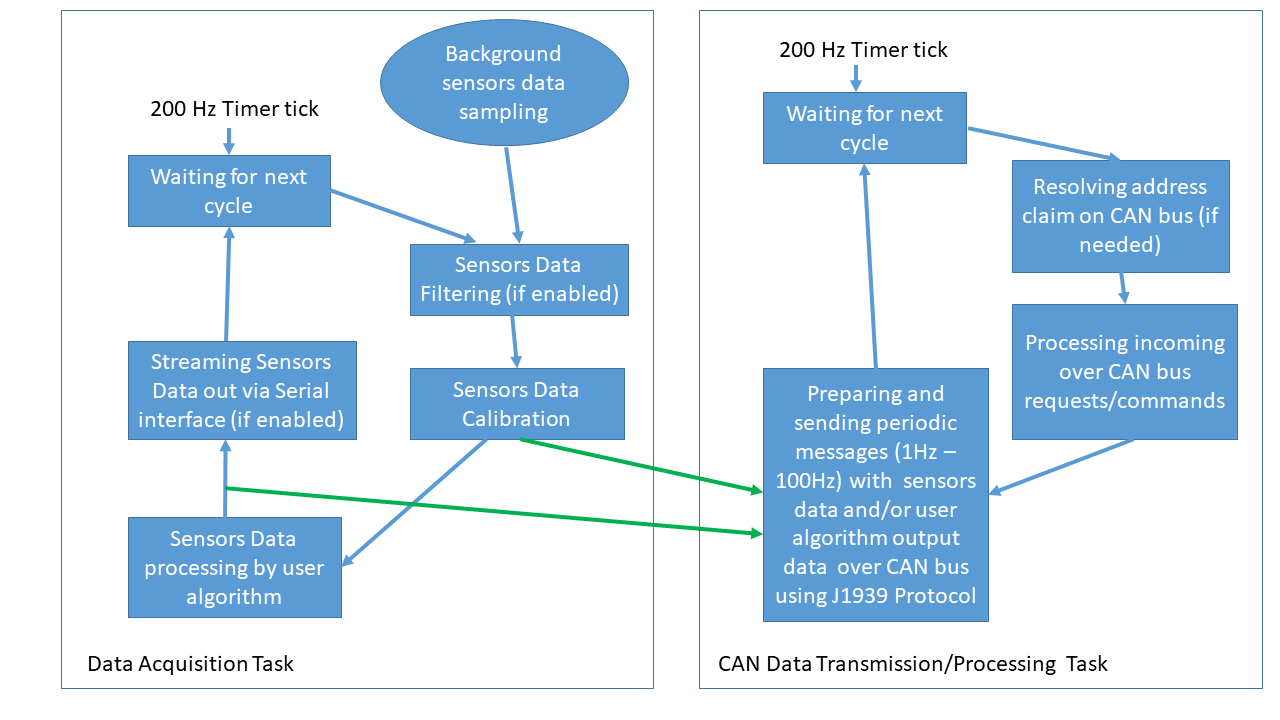 Background
sensors data
sampling
200 Hz Timer tick
Waiting for next
cycle
Sensors Data
Filtering (if enabled)
Streaming Sensors
Data out via Serial
interface (if enabled)
Sensors Data
Calibration
Sensors Data
processing by user
algorithm
Data Acquisition Task
200 Hz Timer tick
Waiting for next
cycle
Resolving address
claim on CAN bus (if
needed)
Processing incoming
over CAN bus
requests/commands
Preparing and
sending periodic
messages (1Hz –
100Hz) with  sensors
data and/or user
algorithm output
data  over CAN bus
using J1939 Protocol
CAN Data Transmission/Processing  Task